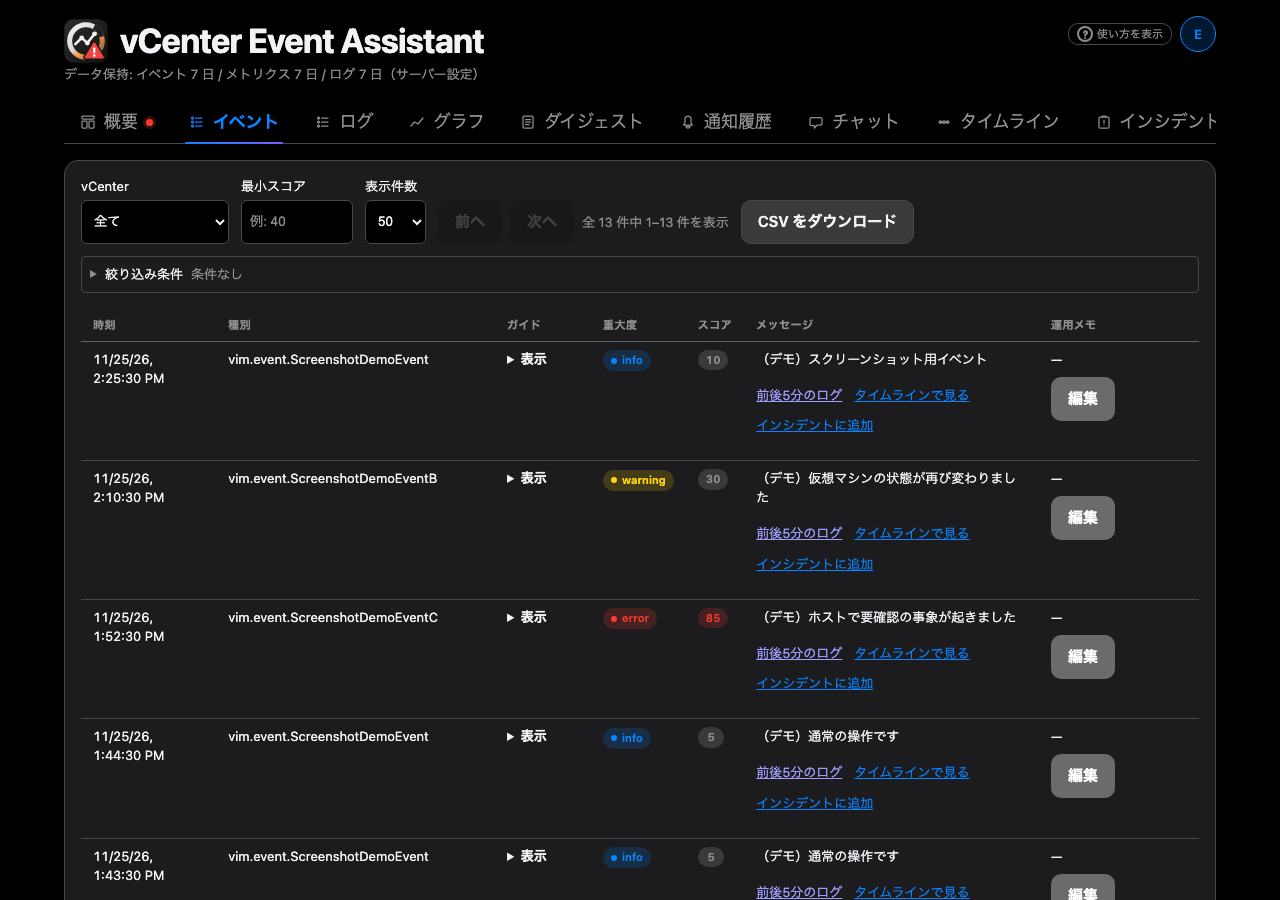 vCenter Event Assistant
使い方を表示
E
データ保持: イベント 7 日 / メトリクス 7 日 / ログ 7 日（サーバー設定）
概要 イベント ログ グラフ ダイジェスト 通知履歴 チャット タイムライン インシデント
vCenter 最小スコア 表示件数
全て 例: 40 50 前へ 次へ 全 13 件中 1–13 件を表示 CSV をダウンロード
絞り込み条件 条件なし
時刻 種別 ガイド 重大度 スコア メッセージ 運用メモ
11/25/26, vim.event.ScreenshotDemoEvent 表示 info 10 （デモ）スクリーンショット用イベント —
2:25:30 PM
前後5分のログ タイムラインで見る 編集
インシデントに追加
11/25/26, vim.event.ScreenshotDemoEventB 表示 warning 30 （デモ）仮想マシンの状態が再び変わりまし —
2:10:30 PM た
前後5分のログ タイムラインで見る 編集
インシデントに追加
11/25/26, vim.event.ScreenshotDemoEventC 表示 error 85 （デモ）ホストで要確認の事象が起きました —
1:52:30 PM
前後5分のログ タイムラインで見る 編集
インシデントに追加
11/25/26, vim.event.ScreenshotDemoEvent 表示 info 5 （デモ）通常の操作です —
1:44:30 PM
前後5分のログ タイムラインで見る 編集
インシデントに追加
11/25/26, vim.event.ScreenshotDemoEvent 表示 info 5 （デモ）通常の操作です —
1:43:30 PM
前後5分のログ タイムラインで見る 編集